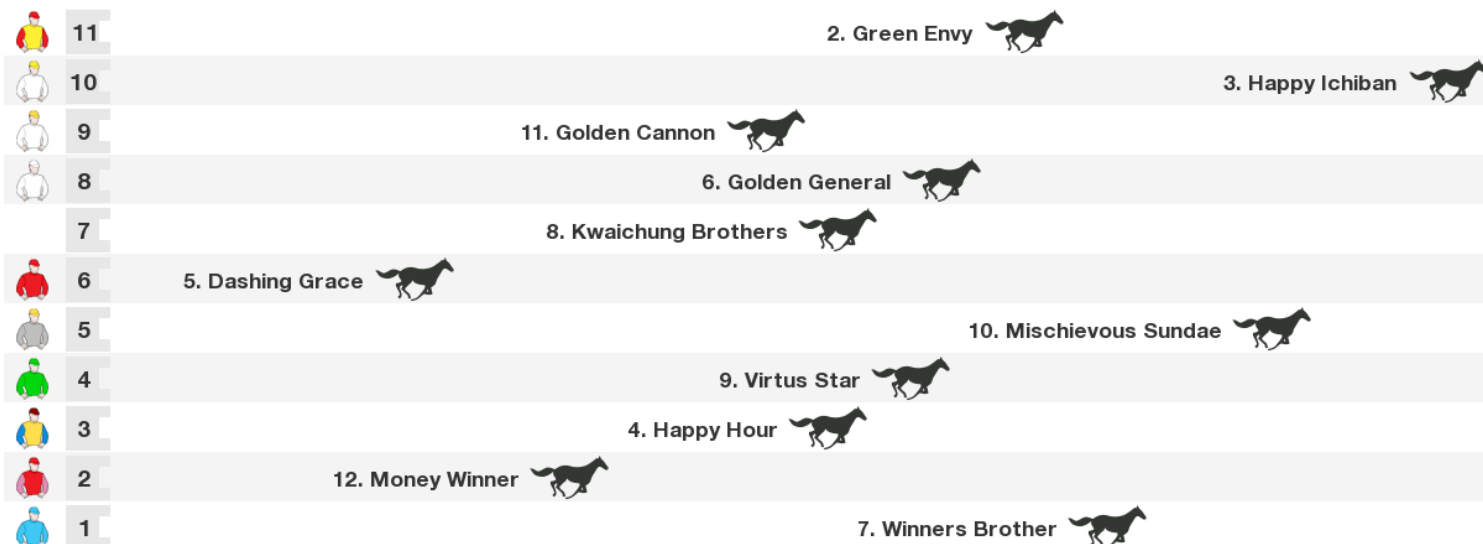 11 2. Green Envy
10 3. Happy Ichiban
9 11. Golden Cannon
8 6. Golden General
7 8. Kwaichung Brothers
6 5. Dashing Grace
5 10. Mischievous Sundae
4 9. Virtus Star
3 4. Happy Hour
2 12. Money Winner
1 7. Winners Brother